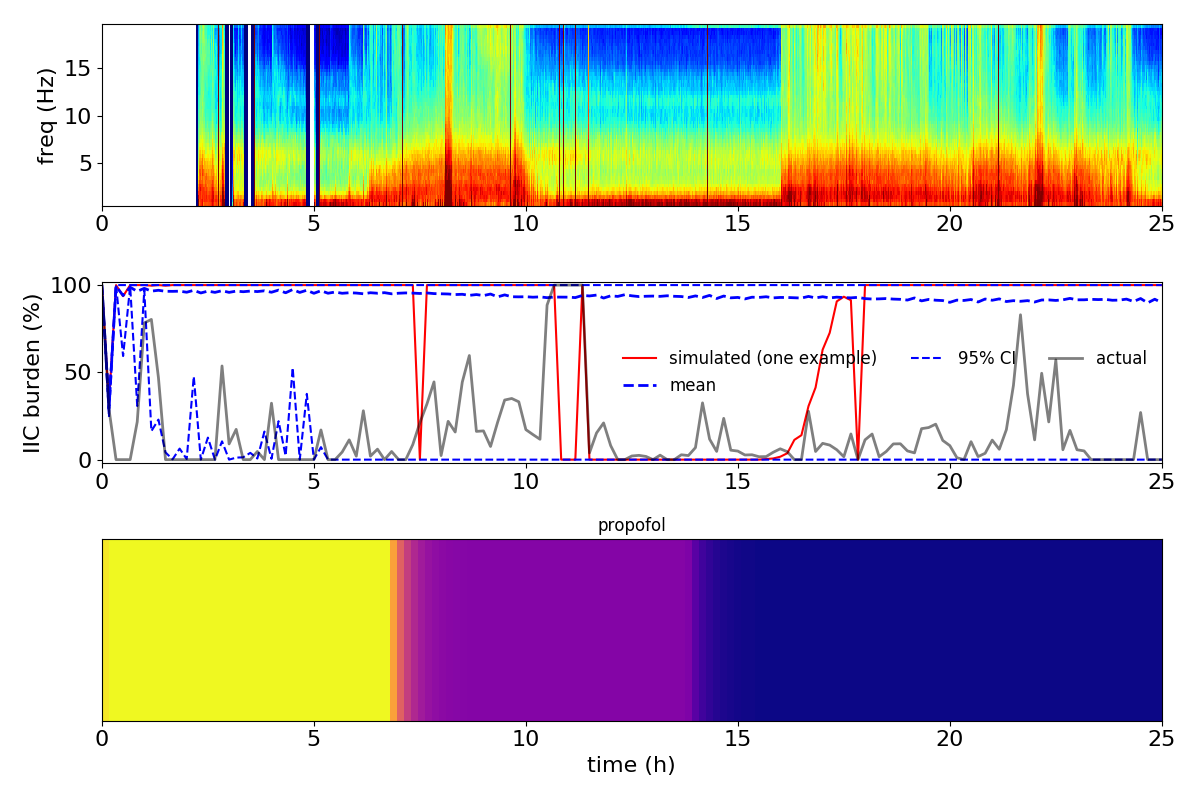 freq (Hz)
15
10
5
0 5 10 15 20 25
IIC burden (%)
100
50
0
simulated (one example) 95% CI actual
mean
0 5 10 15 20 25
propofol
0 5 10 15 20 25
time (h)